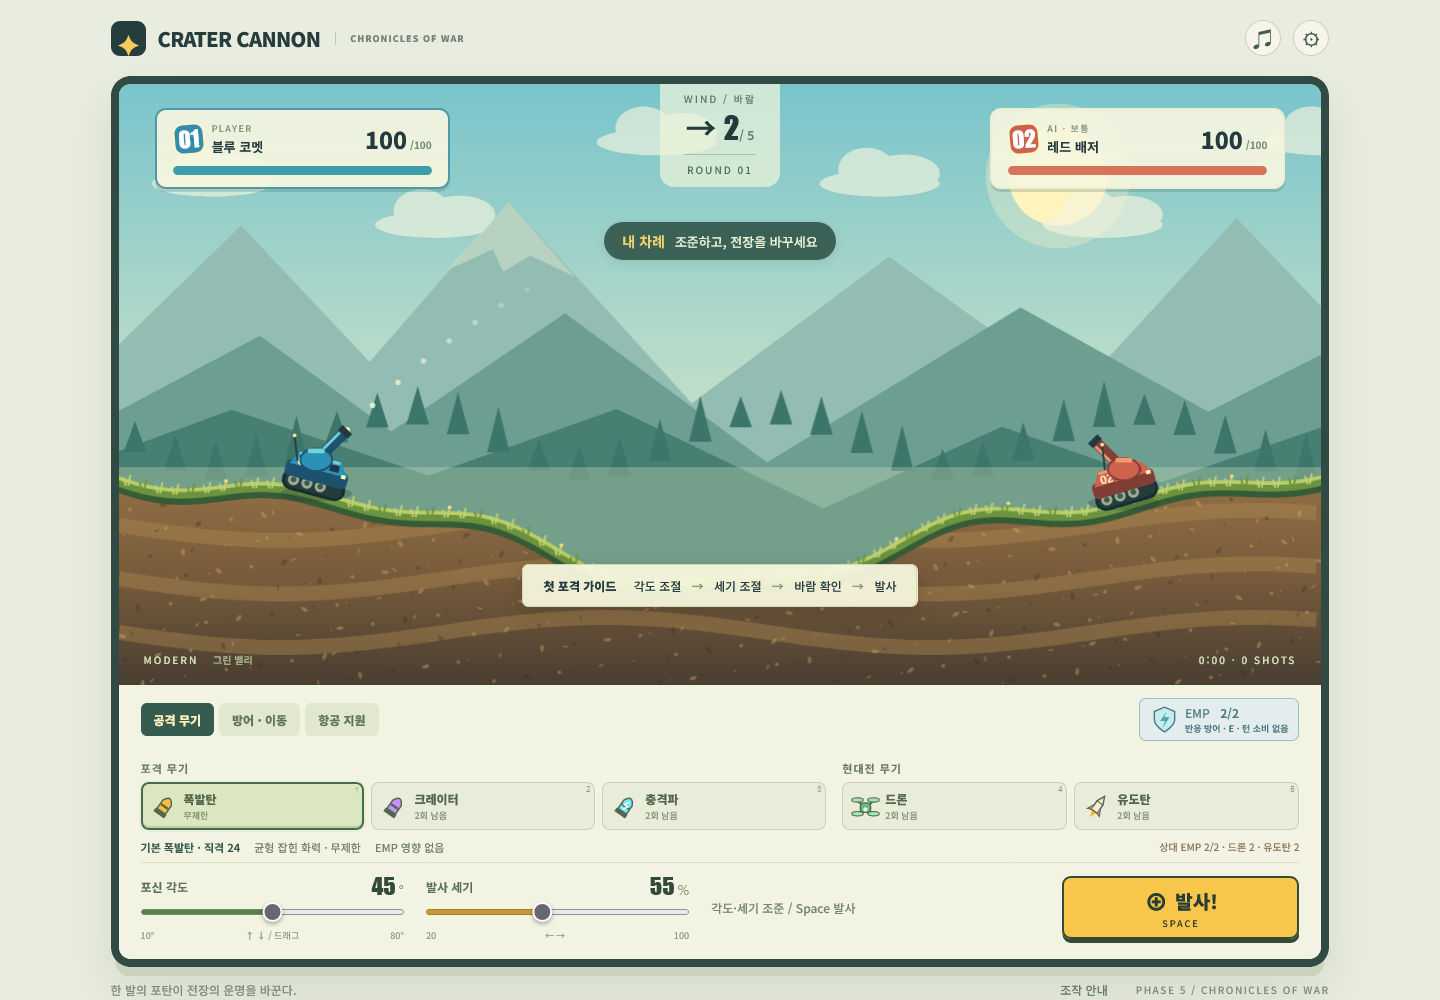 CRATER CANNON
CHRONICLES OF WAR
WIND / 바람
→ 2 / 5
ROUND 01
01
PLAYER
블루 코멧
100 /100
02
AI · 보통
레드 배저
100 /100
내 차례 조준하고, 전장을 바꾸세요
02
첫 포격 가이드 각도 조절 → 세기 조절 → 바람 확인 → 발사
MODERN 그린 밸리
0:00 · 0 SHOTS
공격 무기
방어 · 이동
항공 지원
EMP 2/2
반응 방어 · E · 턴 소비 없음
포격 무기
현대전 무기
폭발탄 1
무제한
크레이터 2
2회 남음
충격파 3
2회 남음
드론 4
2회 남음
유도탄 5
2회 남음
기본 폭발탄 · 직격 24 균형 잡힌 화력 · 무제한 EMP 영향 없음
상대 EMP 2/2 · 드론 2 · 유도탄 2
포신 각도 45°
10° ↑ ↓ / 드래그 80°
발사 세기 55%
20 ←→ 100
각도·세기 조준 / Space 발사
발사!
SPACE
한 발의 포탄이 전장의 운명을 바꾼다.
조작 안내
PHASE 5 / CHRONICLES OF WAR